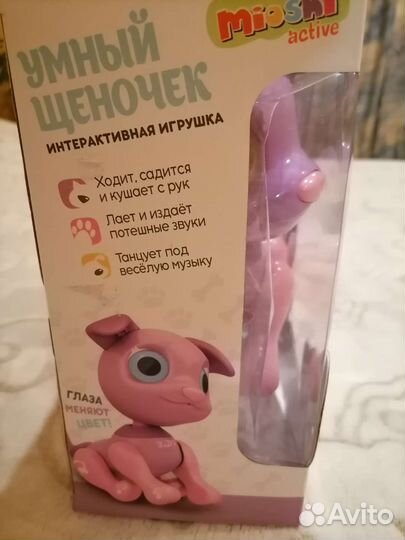 Mioshi
active
УМНЫЙ
ЩЕНОЧЕК
ИНТЕРАКТИВНАЯ ИГРУШКА
Ходит, садится
и кушает с рук
Лает и издаёт
потешные звуки
Танцует под
весёлую музыку
ГЛАЗА
МЕНЯЮТ
ЦВЕТ!
Avito